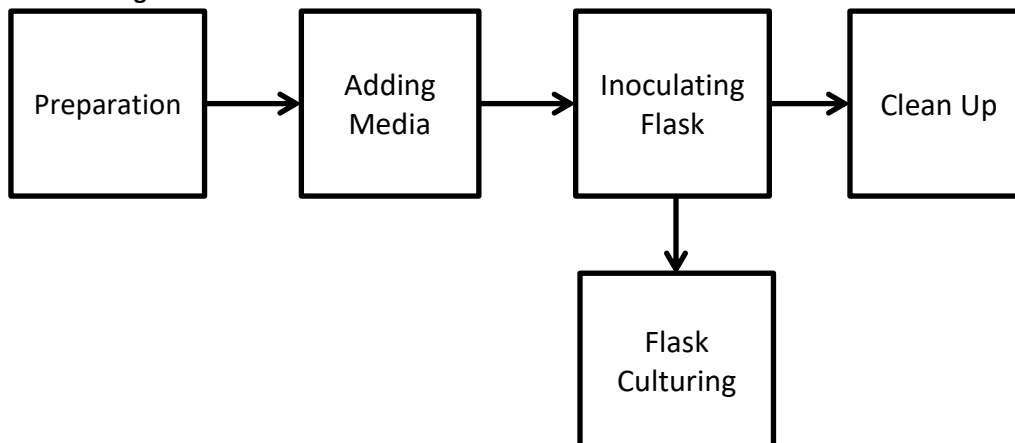 Preparation
Adding
Media
Inoculating
Flask
Clean Up
Flask
Culturing